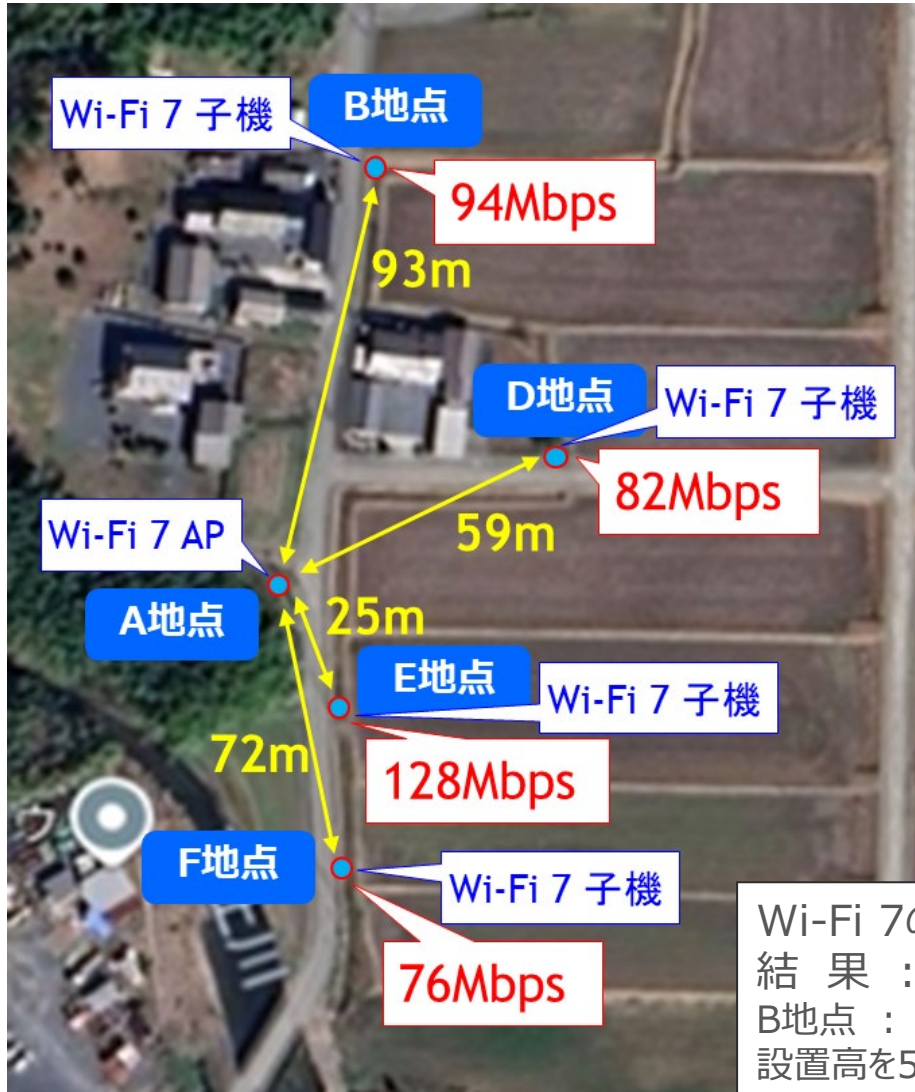 Wi-Fi 7 子機
B地点
94Mbps
93m
D地点
Wi-Fi 7 子機
82Mbps
59m
Wi-Fi 7 AP
A地点
25m
E地点
Wi-Fi 7 子機
128Mbps
72m
F地点
Wi-Fi 7 子機
76Mbps
Wi-Fi 7
結 果 :
B地点 :
設置高を5